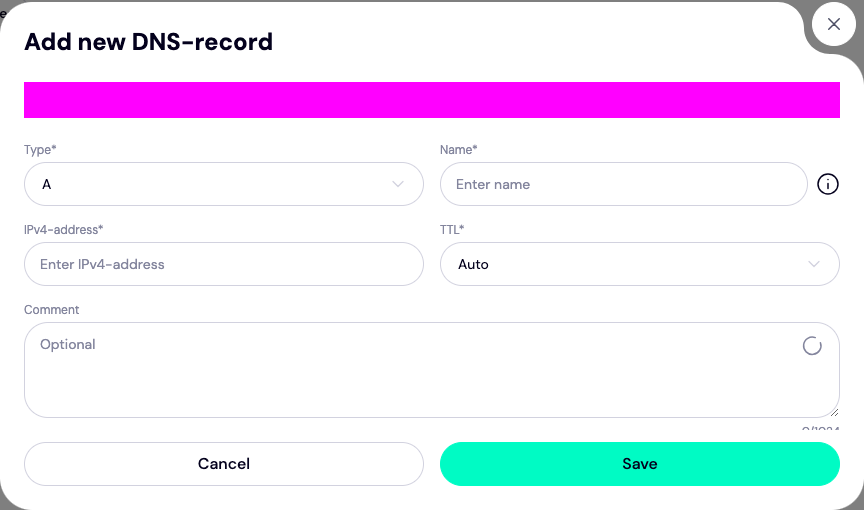 Add new DNS-record
Type*
Name*
A
Enter name
IPv4-address*
TTL*
Enter IPv4-address
Auto
Comment
Optional
Cancel
Save